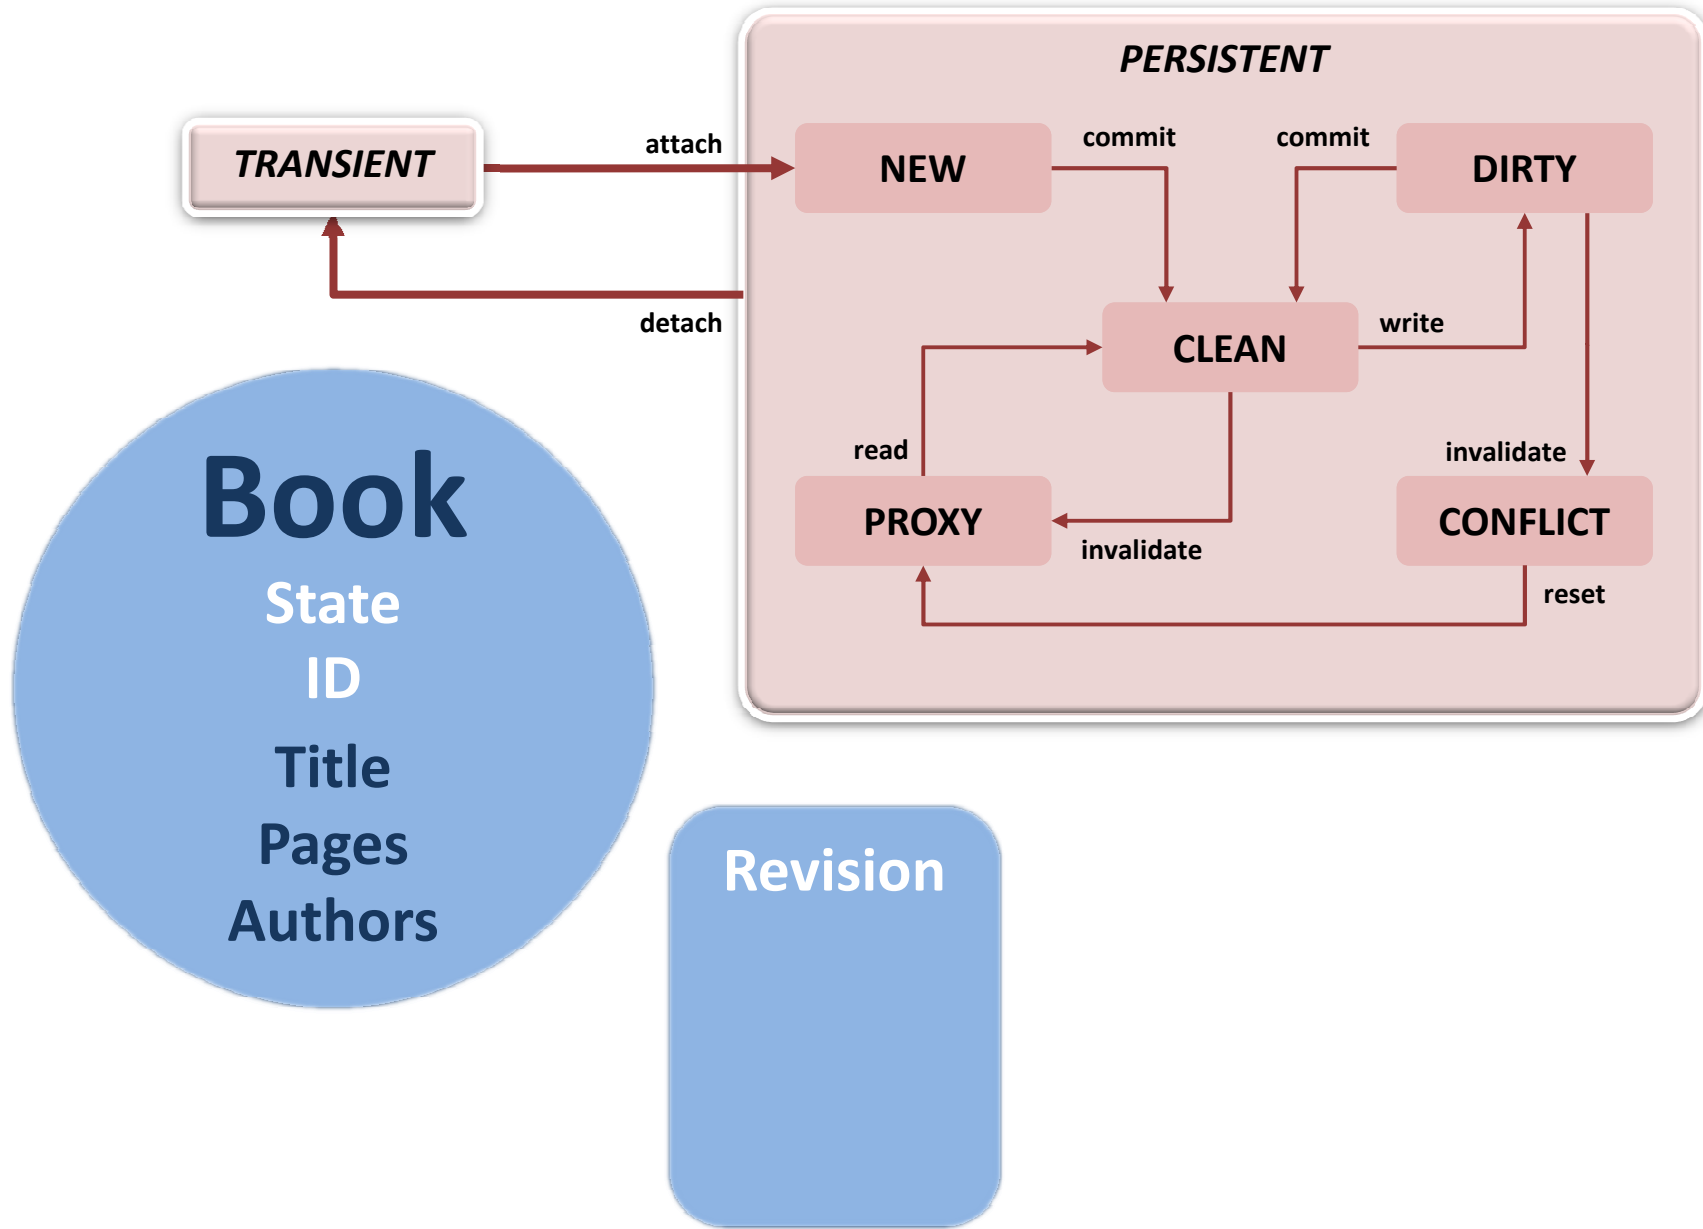 PERSISTENT
TRANSIENT
attach
NEW
commit
commit
DIRTY
detach
CLEAN
write
read
invalidate
PROXY
invalidate
CONFLICT
reset
Book
State
ID
Title
Pages
Authors
Revision